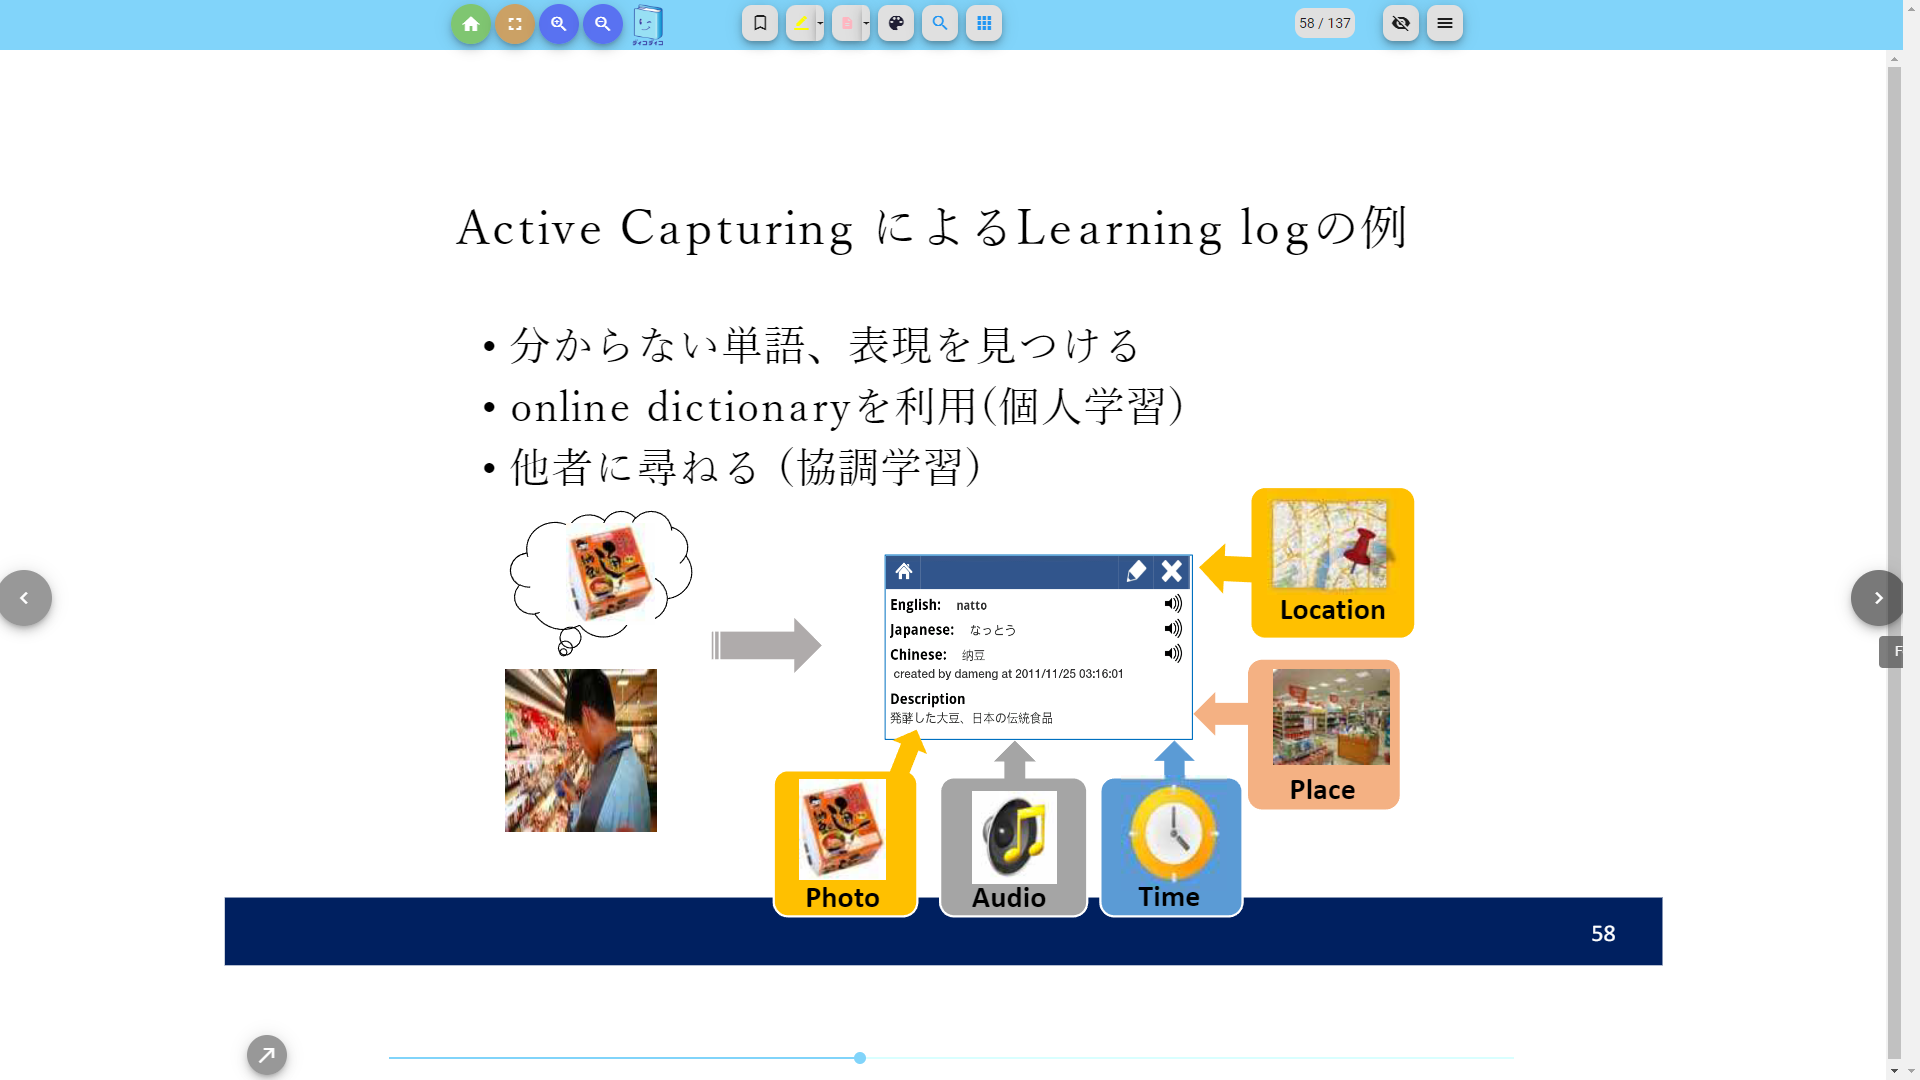 58 / 137
Active Capturing によるLearning logの例
• 分からない単語、表現を見つける
• online dictionaryを利用(個人学習)
• 他者に尋ねる (協調学習)
English: natto
Japanese: なっとう
Chinese: 纳豆
created by dameng at 2011/11/25 03:16:01
Description
発酵した大豆、日本の伝統食品
Location
Place
Photo
Audio
Time
58
F